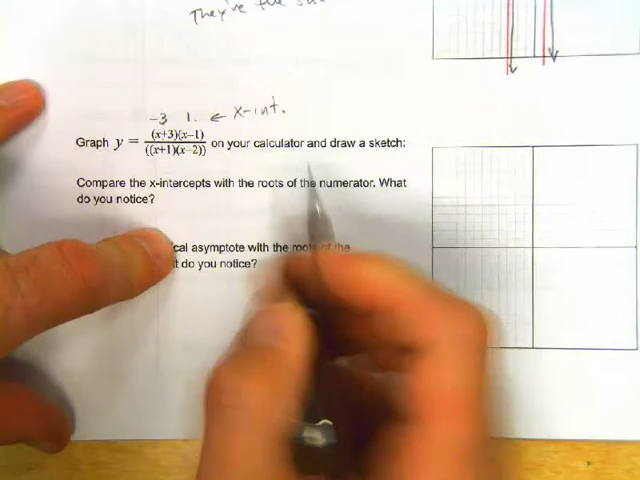 They're the
-3 1. ← x-int.
Graph y = (x+3)(x−1) / ((x+1)(x−2)) on your calculator and draw a sketch:
Compare the x-intercepts with the roots of the numerator. What
do you notice?
cal asymptote with the roots of the
t do you notice?